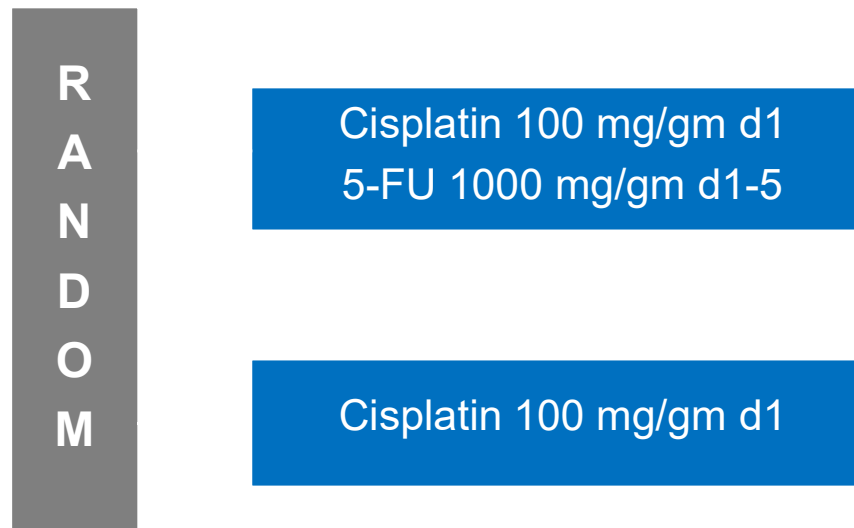 R
A
N
D
O
M
Cisplatin 100 mg/gm d1
5-FU 1000 mg/gm d1-5
Cisplatin 100 mg/gm d1